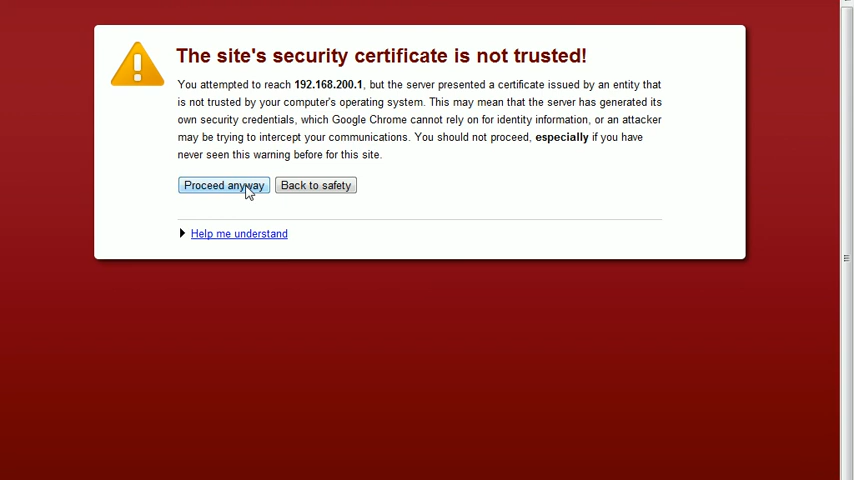 The site's security certificate is not trusted!
You attempted to reach 192.168.200.1, but the server presented a certificate issued by an entity that
is not trusted by your computer's operating system. This may mean that the server has generated its
own security credentials, which Google Chrome cannot rely on for identity information, or an attacker
may be trying to intercept your communications. You should not proceed, especially if you have
never seen this warning before for this site.
Proceed anyway Back to safety
Help me understand